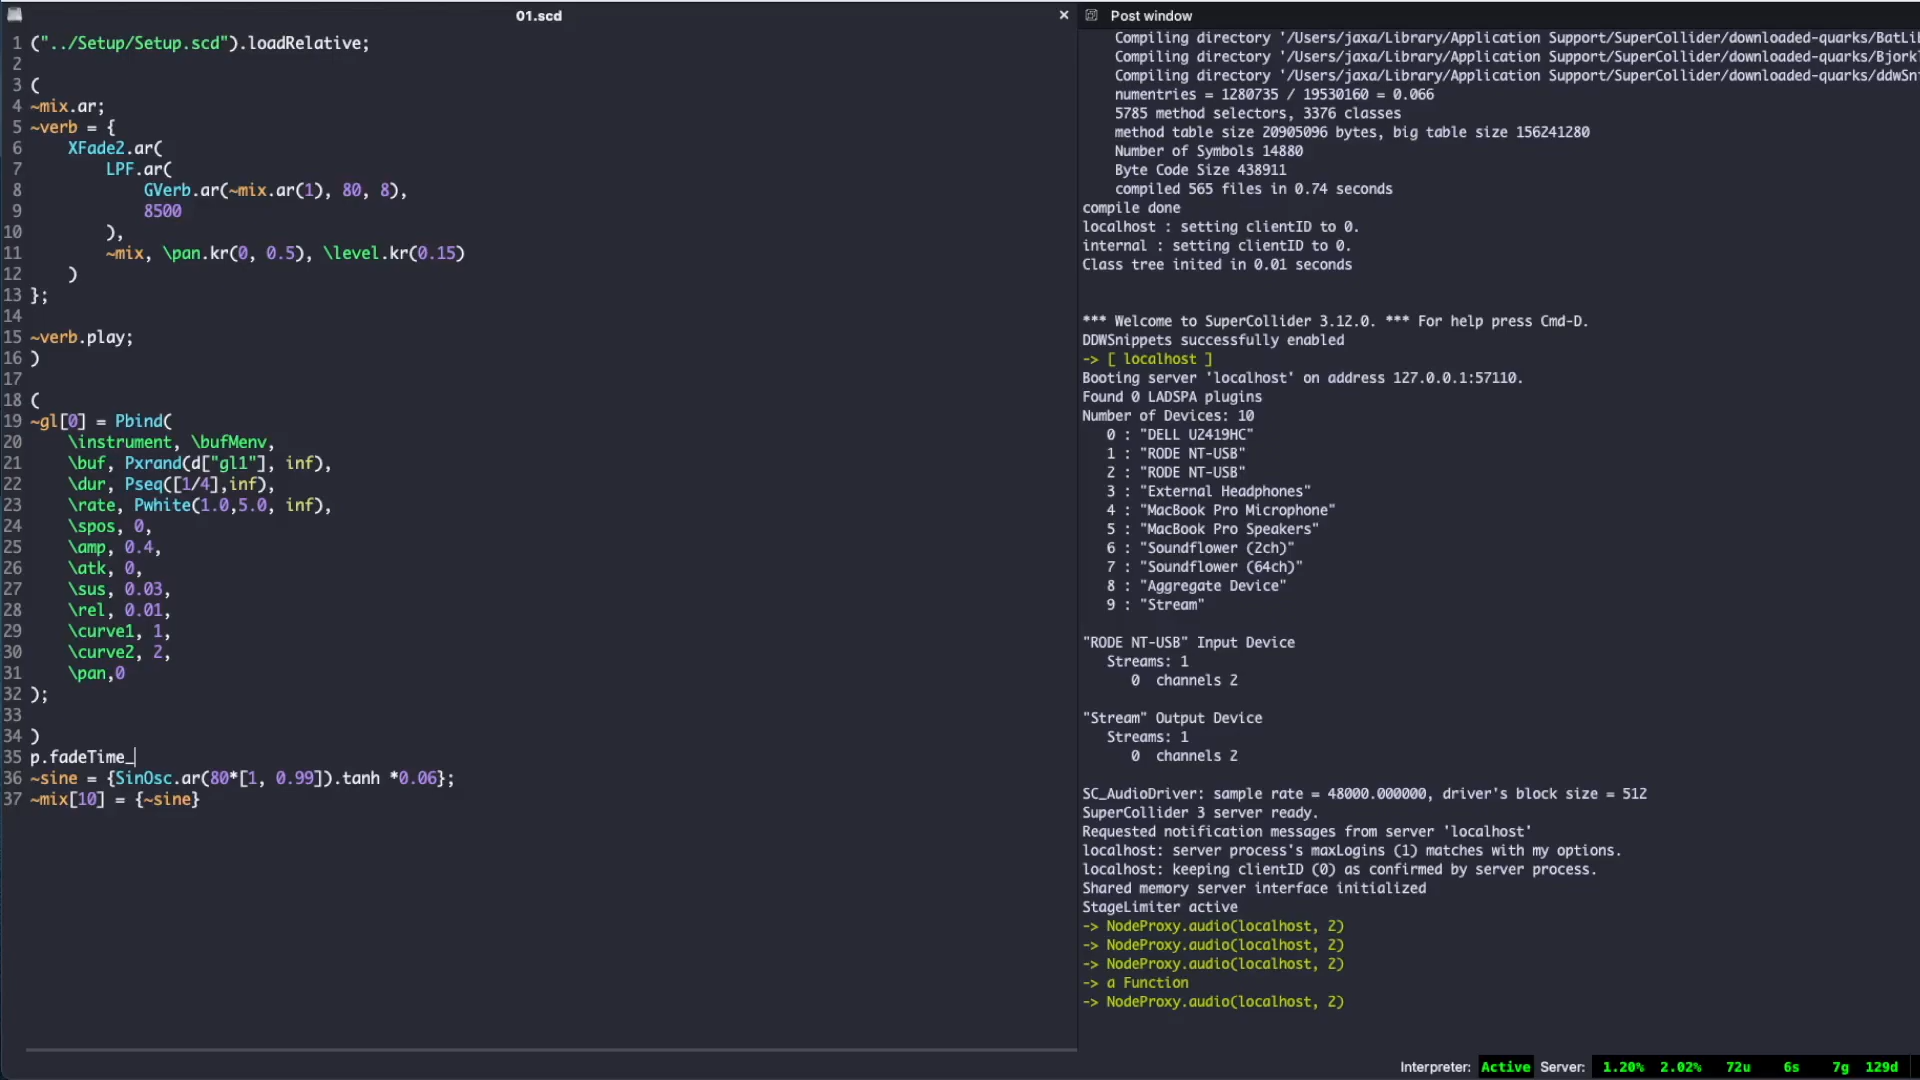 01.scd
1 ("../Setup/Setup.scd").loadRelative;
2
3 (
4 ~mix.ar;
5 ~verb = {
6 XFade2.ar(
7 LPF.ar(
8 GVerb.ar(~mix.ar(1), 80, 8),
9 8500
10 ),
11 ~mix, \pan.kr(0, 0.5), \level.kr(0.15)
12 )
13 };
14
15 ~verb.play;
16 )
17
18 (
19 ~gl[0] = Pbind(
20 \instrument, \bufMenv,
21 \buf, Pxrand(d["gl1"], inf),
22 \dur, Pseq([1/4],inf),
23 \rate, Pwhite(1.0,5.0, inf),
24 \spos, 0,
25 \amp, 0.4,
26 \atk, 0,
27 \sus, 0.03,
28 \rel, 0.01,
29 \curve1, 1,
30 \curve2, 2,
31 \pan,0
32 );
33
34 )
35 p.fadeTime_
36 ~sine = {SinOsc.ar(80*[1, 0.99]).tanh *0.06};
37 ~mix[10] = {~sine}
Post window
Compiling directory '/Users/jaxa/Library/Application Support/SuperCollider/downloaded-quarks/BatLi
Compiling directory '/Users/jaxa/Library/Application Support/SuperCollider/downloaded-quarks/Bjork
Compiling directory '/Users/jaxa/Library/Application Support/SuperCollider/downloaded-quarks/ddwSn
numentries = 1280735 / 19530160 = 0.066
5785 method selectors, 3376 classes
method table size 20905096 bytes, big table size 156241280
Number of Symbols 14880
Byte Code Size 438911
compiled 565 files in 0.74 seconds
compile done
localhost : setting clientID to 0.
internal : setting clientID to 0.
Class tree inited in 0.01 seconds
*** Welcome to SuperCollider 3.12.0. *** For help press Cmd-D.
DDWSnippets successfully enabled
-> [ localhost ]
Booting server 'localhost' on address 127.0.0.1:57110.
Found 0 LADSPA plugins
Number of Devices: 10
0 : "DELL U2419HC"
1 : "RODE NT-USB"
2 : "RODE NT-USB"
3 : "External Headphones"
4 : "MacBook Pro Microphone"
5 : "MacBook Pro Speakers"
6 : "Soundflower (2ch)"
7 : "Soundflower (64ch)"
8 : "Aggregate Device"
9 : "Stream"
"RODE NT-USB" Input Device
Streams: 1
0 channels 2
"Stream" Output Device
Streams: 1
0 channels 2
SC_AudioDriver: sample rate = 48000.000000, driver's block size = 512
SuperCollider 3 server ready.
Requested notification messages from server 'localhost'
localhost: server process's maxLogins (1) matches with my options.
localhost: keeping clientID (0) as confirmed by server process.
Shared memory server interface initialized
StageLimiter active
-> NodeProxy.audio(localhost, 2)
-> NodeProxy.audio(localhost, 2)
-> NodeProxy.audio(localhost, 2)
-> a Function
-> NodeProxy.audio(localhost, 2)
Interpreter: Active Server: 1.20% 2.02% 72u 6s 7g 129d